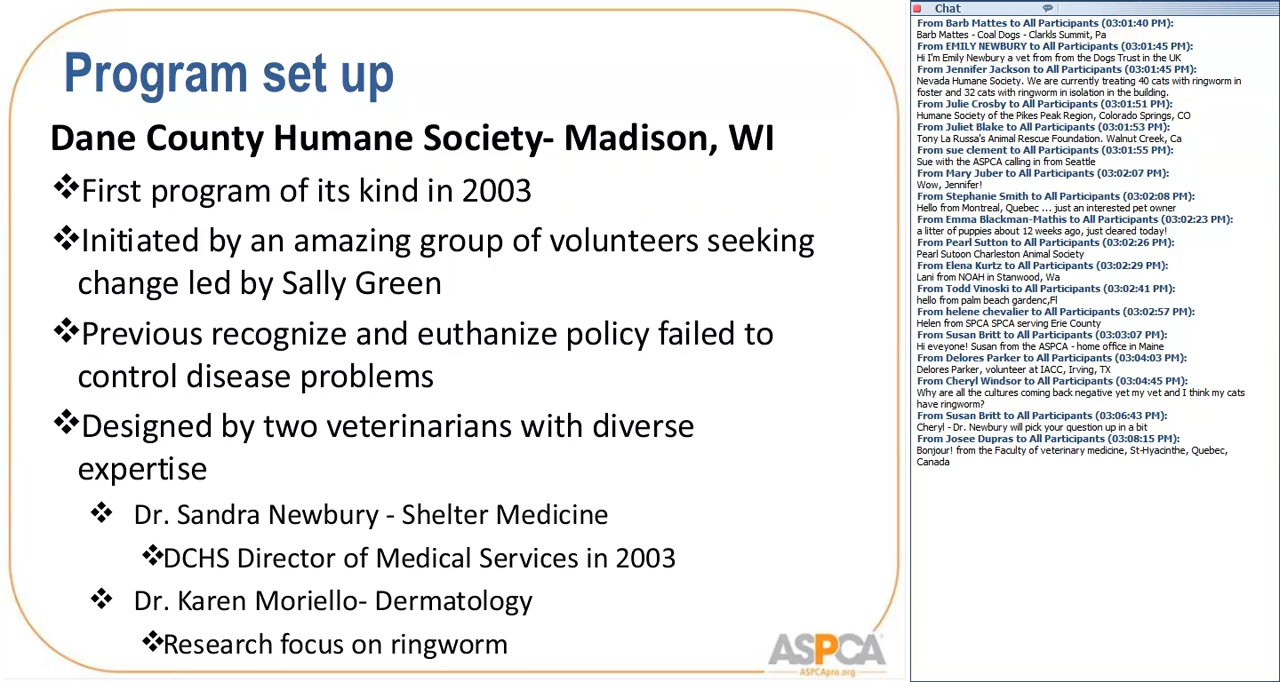 Program set up
Dane County Humane Society- Madison, WI
❖First program of its kind in 2003
❖Initiated by an amazing group of volunteers seeking
change led by Sally Green
❖Previous recognize and euthanize policy failed to
control disease problems
❖Designed by two veterinarians with diverse
expertise
❖ Dr. Sandra Newbury - Shelter Medicine
❖DCHS Director of Medical Services in 2003
❖ Dr. Karen Moriello- Dermatology
❖Research focus on ringworm
ASPCA
ASPCApro.org
Chat
From Barb Mattes to All Participants (03:01:40 PM):
Barb Mattes - Coal Dogs - Clarkls Summit, Pa
From EMILY NEWBURY to All Participants (03:01:45 PM):
Hi I'm Emily Newbury a vet from from the Dogs Trust in the UK
From Jennifer Jackson to All Participants (03:01:45 PM):
Nevada Humane Society. We are currently treating 40 cats with ringworm in
foster and 32 cats with ringworm in isolation in the building.
From Julie Crosby to All Participants (03:01:51 PM):
Humane Society of the Pikes Peak Region, Colorado Springs, CO
From Juliet Blake to All Participants (03:01:53 PM):
Tony La Russa's Animal Rescue Foundation. Walnut Creek, Ca
From sue clement to All Participants (03:01:55 PM):
Sue with the ASPCA calling in from Seattle
From Mary Juber to All Participants (03:02:07 PM):
Wow, Jennifer!
From Stephanie Smith to All Participants (03:02:08 PM):
Hello from Montreal, Quebec ... just an interested pet owner
From Emma Blackman-Mathis to All Participants (03:02:23 PM):
a litter of puppies about 12 weeks ago, just cleared today!
From Pearl Sutton to All Participants (03:02:26 PM):
Pearl Sutoon Charleston Animal Society
From Elena Kurtz to All Participants (03:02:29 PM):
Lani from NOAH in Stanwood, Wa
From Todd Vinoski to All Participants (03:02:41 PM):
hello from palm beach gardenc,Fl
From helene chevalier to All Participants (03:02:57 PM):
Helen from SPCA SPCA serving Erie County
From Susan Britt to All Participants (03:03:07 PM):
Hi eveyone! Susan from the ASPCA - home office in Maine
From Delores Parker to All Participants (03:04:03 PM):
Delores Parker, volunteer at IACC, Irving, TX
From Cheryl Windsor to All Participants (03:04:45 PM):
Why are all the cultures coming back negative yet my vet and I think my cats
have ringworm?
From Susan Britt to All Participants (03:06:43 PM):
Cheryl - Dr. Newbury will pick your question up in a bit
From Josee Dupras to All Participants (03:08:15 PM):
Bonjour! from the Faculty of veterinary medicine, St-Hyacinthe, Quebec,
Canada